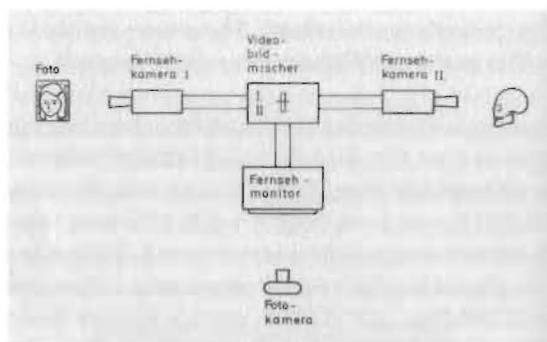 Foto
Fernseh-
kamera I
Video-
bild-
mischer
Fernseh-
kamera II
I
II
Fernseh-
monitor
Foto-
kamera